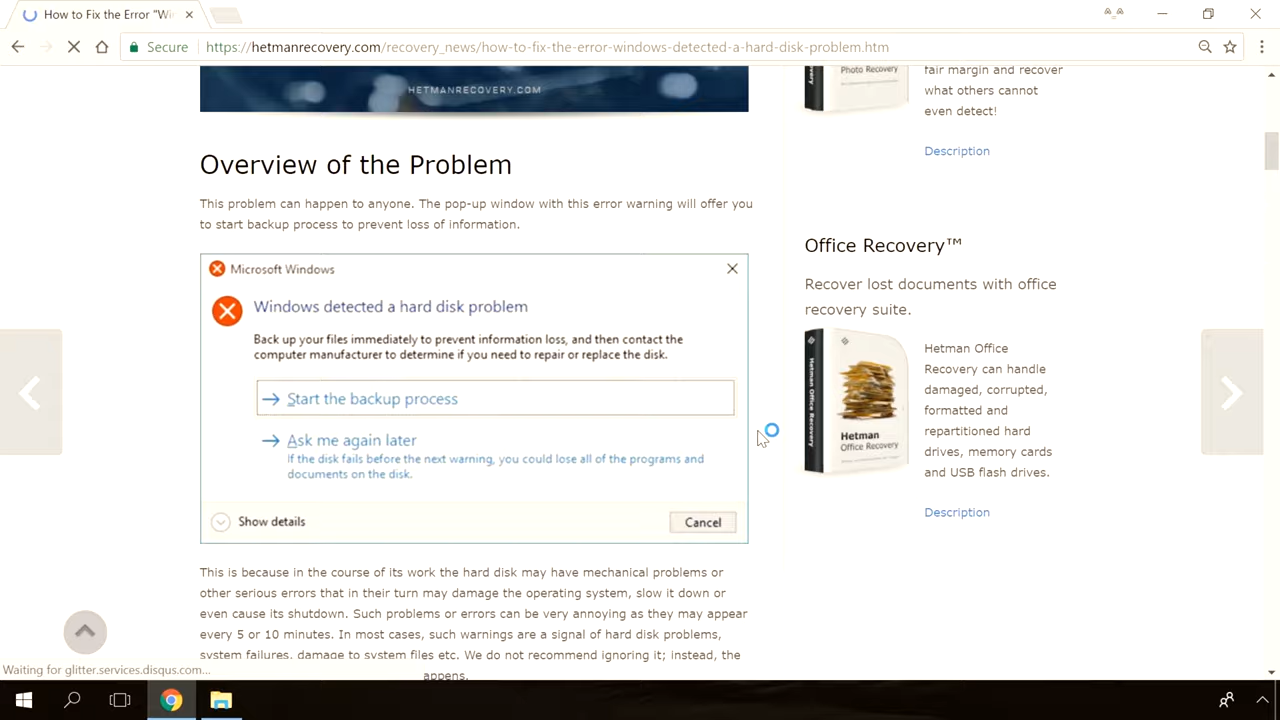 How to Fix the Error "Wi
Secure
https://hetmanrecovery.com/recovery_news/how-to-fix-the-error-windows-detected-a-hard-disk-problem.htm
HETMANRECOVERY.COM
Overview of the Problem
This problem can happen to anyone. The pop-up window with this error warning will offer you
to start backup process to prevent loss of information.
Microsoft Windows
Windows detected a hard disk problem
Back up your files immediately to prevent information loss, and then contact the
computer manufacturer to determine if you need to repair or replace the disk.
Start the backup process
Ask me again later
If the disk fails before the next warning, you could lose all of the programs and
documents on the disk.
Show details
Cancel
This is because in the course of its work the hard disk may have mechanical problems or
other serious errors that in their turn may damage the operating system, slow it down or
even cause its shutdown. Such problems or errors can be very annoying as they may appear
every 5 or 10 minutes. In most cases, such warnings are a signal of hard disk problems,
system failures, damage to system files etc. We do not recommend ignoring it; instead, the
appens.
Waiting for glitter.services.disqus.com...
Photo Recovery
fair margin and recover
what others cannot
even detect!
Description
Office Recovery™
Recover lost documents with office
recovery suite.
Hetman Office Recovery
Hetman
Office Recovery
Hetman Office
Recovery can handle
damaged, corrupted,
formatted and
repartitioned hard
drives, memory cards
and USB flash drives.
Description